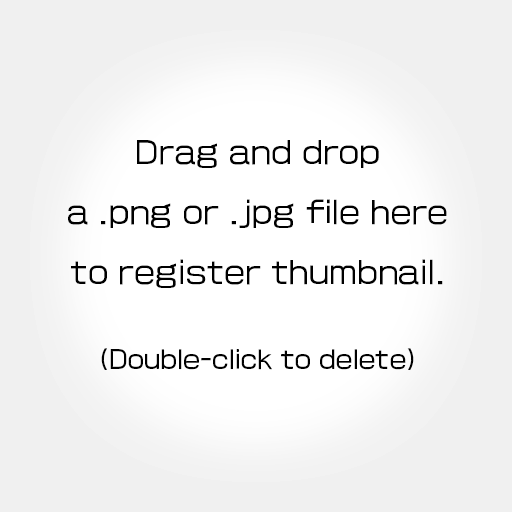 Drag and drop
a .png or .jpg file here
to register thumbnail.
(Double-click to delete)